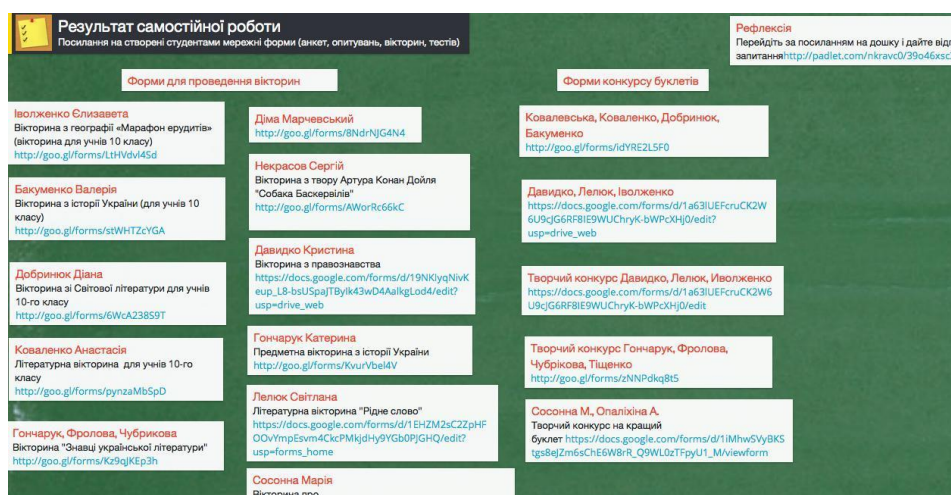 Результат самостійної роботи
Посилання на створені студентами мережні форми (анкет, опитувань, вікторин, тестів)
Рефлексія
Перейдіть за посиланням на дошку і дайте
запитанняhttp://padlet.com/nkravc0/39o46xsc
Форми для проведення вікторин
Іволженко Єлизавета
Вікторина з географії «Марафон ерудитів»
(вікторина для учнів 10 класу)
http://goo.gl/forms/LtHVdvl4Sd
Бакуменко Валерія
Вікторина з історії України (для учнів 10
класу)
http://goo.gl/forms/stWHTZcYGA
Добринюк Діана
Вікторина зі Світової літератури для учнів
10-го класу
http://goo.gl/forms/6WcA238S9T
Коваленко Анастасія
Літературна вікторина для учнів 10-го
класу
http://goo.gl/forms/pynzaMbSpD
Гончарук, Фролова, Чубрикова
Вікторина "Знавці української літератури"
http://goo.gl/forms/Kz9qJKEp3h
Діма Марчевський
http://goo.gl/forms/8NdrNJG4N4
Некрасов Сергій
Вікторина з твору Артура Конан Дойля
"Собака Баскервілів"
http://goo.gl/forms/AWorRc66kC
Давидко Кристина
Вікторина з правознавства
https://docs.google.com/forms/d/19NKIyqNivK
eup_L8-bsUSpaJTBylk43wD4AalkgLod4/edit?
usp=drive_web
Гончарук Катерина
Предметна вікторина з історії України
http://goo.gl/forms/KvurVbel4V
Лелюк Світлана
Літературна вікторина "Рідне слово"
https://docs.google.com/forms/d/1EHZM2sC2ZpHF
OOvYmpEsvm4CkcPMkjdHy9YGb0PJGHQ/edit?
usp=forms_home
Сосонна Марія
Вікторина про
Форми конкурсу буклетів
Ковалевська, Коваленко, Добринюк,
Бакуменко
http://goo.gl/forms/idYRE2L5F0
Давидко, Лелюк, Іволженко
https://docs.google.com/forms/d/1a63IUEFcruCK2W
6U9cJG6RF8IE9WUChryK-bWPcXHj0/edit?
usp=drive_web
Творчий конкурс Давидко, Лелюк, Иволженко
https://docs.google.com/forms/d/1a63IUEFcruCK2W6
U9cJG6RF8IE9WUChryK-bWPcXHj0/edit
Творчий конкурс Гончарук, Фролова,
Чубрікова, Тіщенко
http://goo.gl/forms/zNNPdkq8t5
Сосонна М., Опаліхіна А.
Творчий конкурс на кращий
буклет https://docs.google.com/forms/d/1iMhwSVyBKS
tgs8eJZm6sChE6W8rR_Q9WL0zTFpyU1_M/viewform